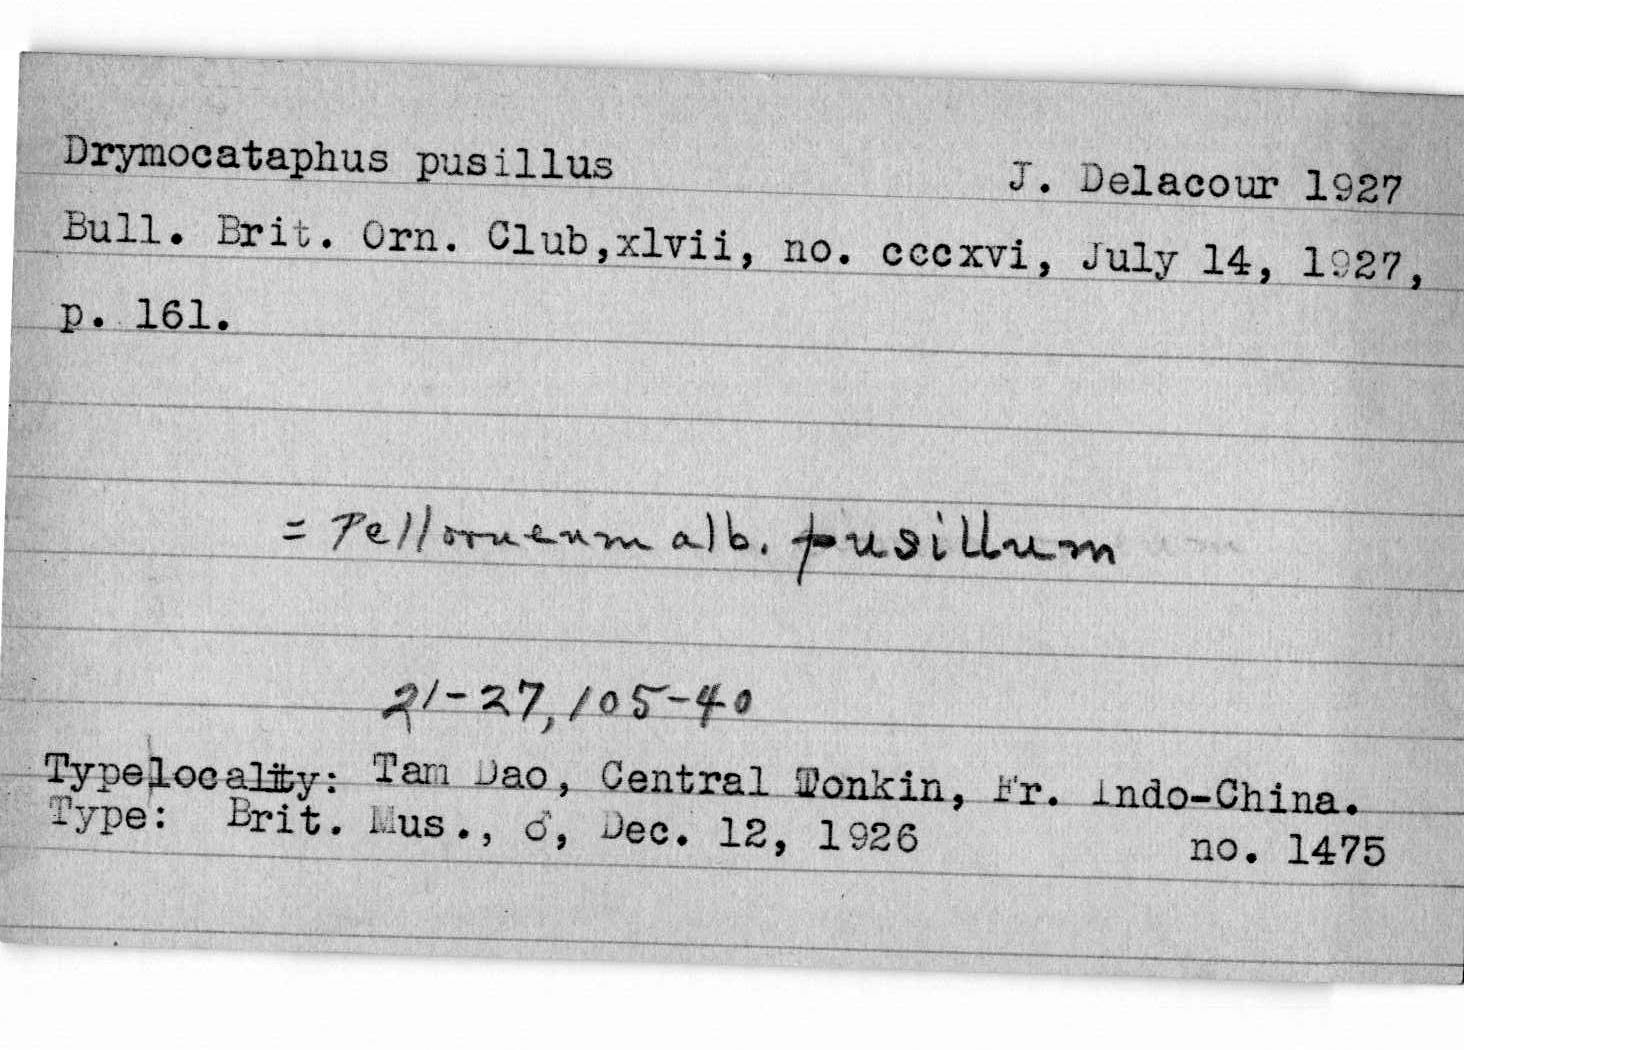 Drymocataphus pusillus J. Delacour 1927
Bull. Brit. Orn. Club,xlvii, no. cccxvi, July 14, 1927,
p. 161.
= Pellorneum alb. pusillum
21-27, 105-40
Type locality: Tam Dao, Central Tonkin, Fr. Indo-China.
Type: Brit. Mus., ♂, Dec. 12, 1926 no. 1475